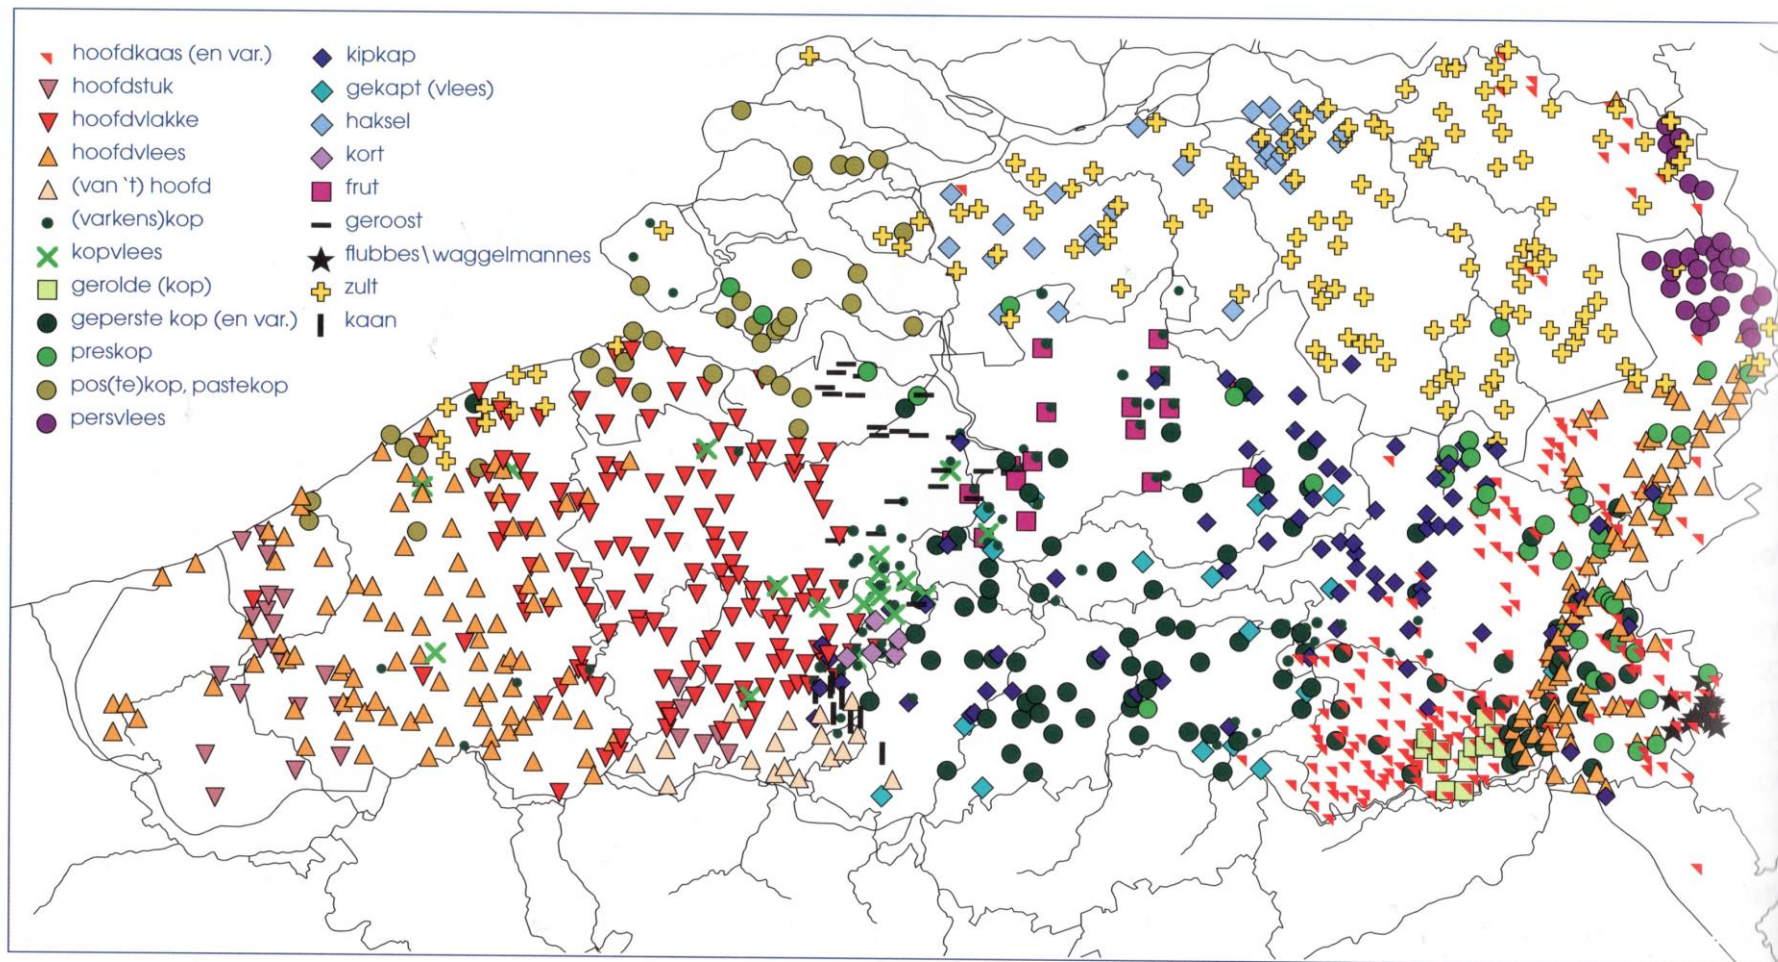 hoofdkaas (en var.)
hoofdstuk
hoofdvlakke
hoofdvlees
(van `t) hoofd
(varkens)kop
kopvlees
gerolde (kop)
geperste kop (en var.)
preskop
pos(te)kop, pastekop
persvlees
kipkap
gekapt (vlees)
haksel
kort
frut
geroost
flubbes\waggelmannes
zult
kaan